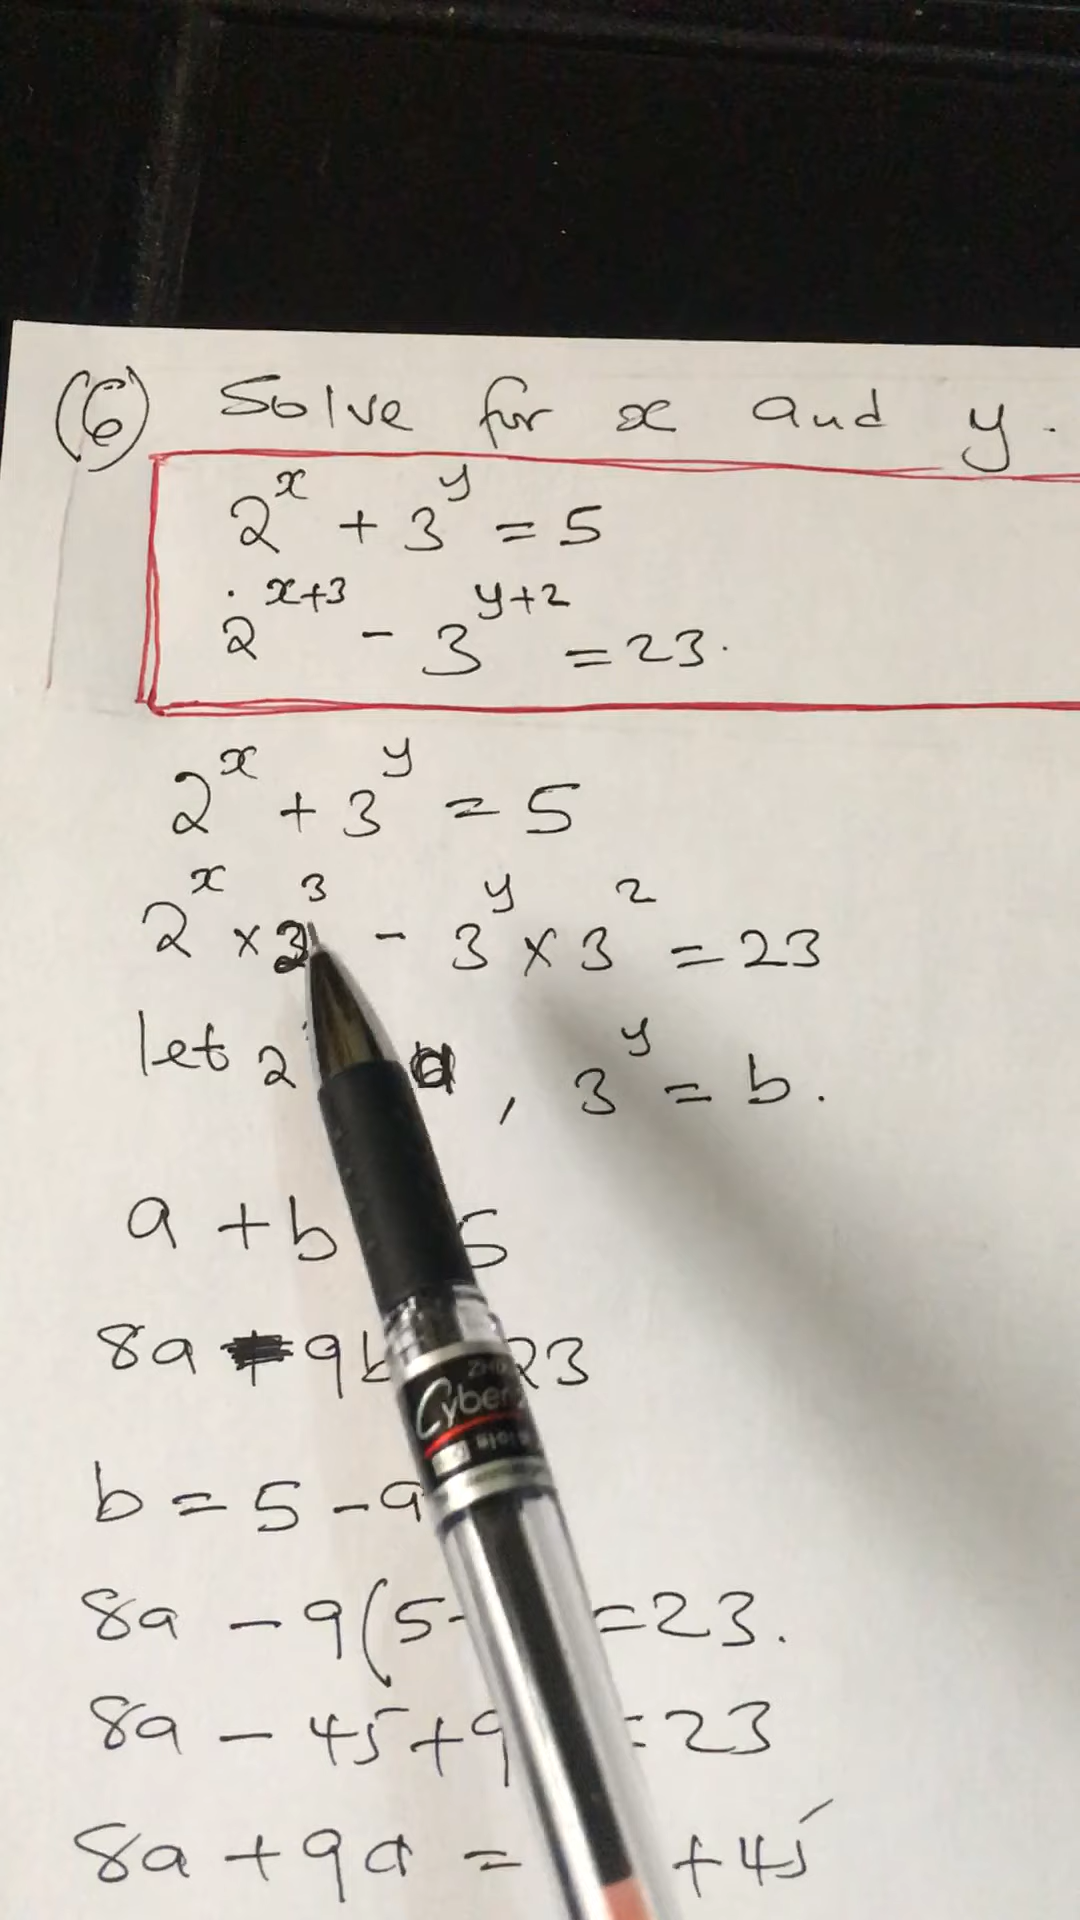 (6) Solve for x and y.
2^x + 3^y = 5
2^(x+3) - 3^(y+2) = 23.
2^x + 3^y = 5
2^x × 2^3 - 3^y × 3^2 = 23
let 2 a , 3^y = b.
a + b 5
8a - 9b 23
b = 5 - a
8a - 9(5- =23.
8a - 45 + 9 =23
8a + 9a = +45
Cyber